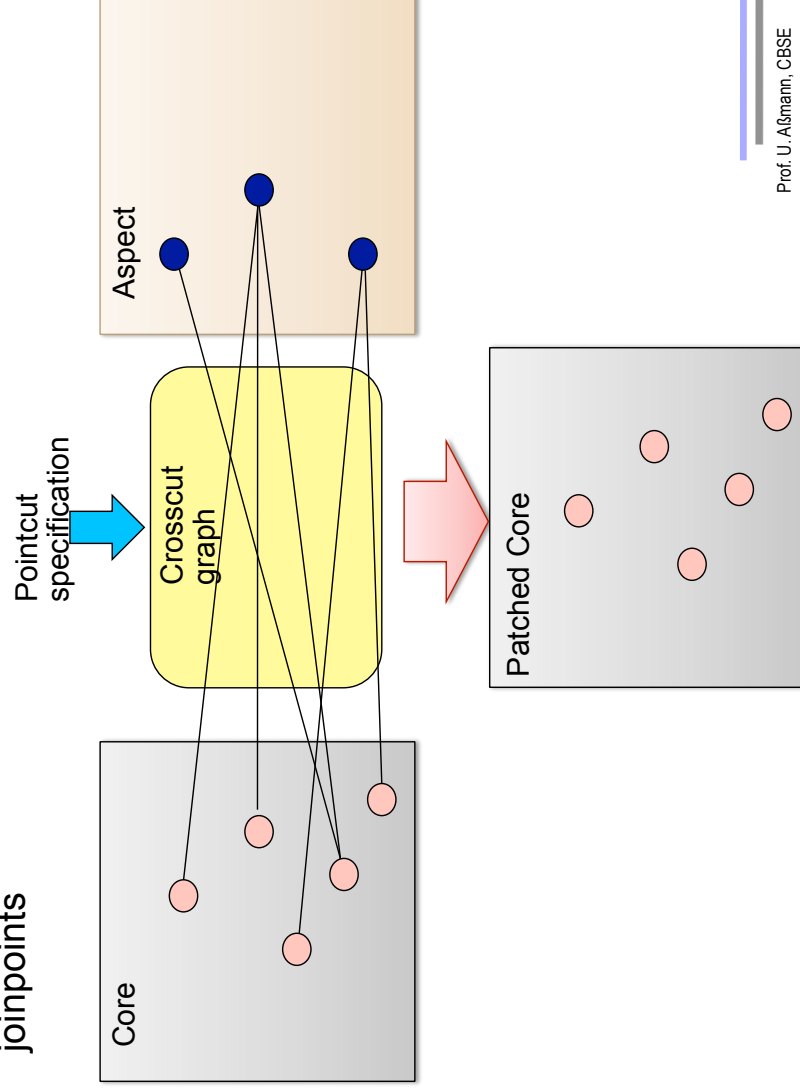 joinpoints
Pointcut
specification
Core
Crosscut
graph
Aspect
Patched Core
Prof. U. Aßmann, CBSE